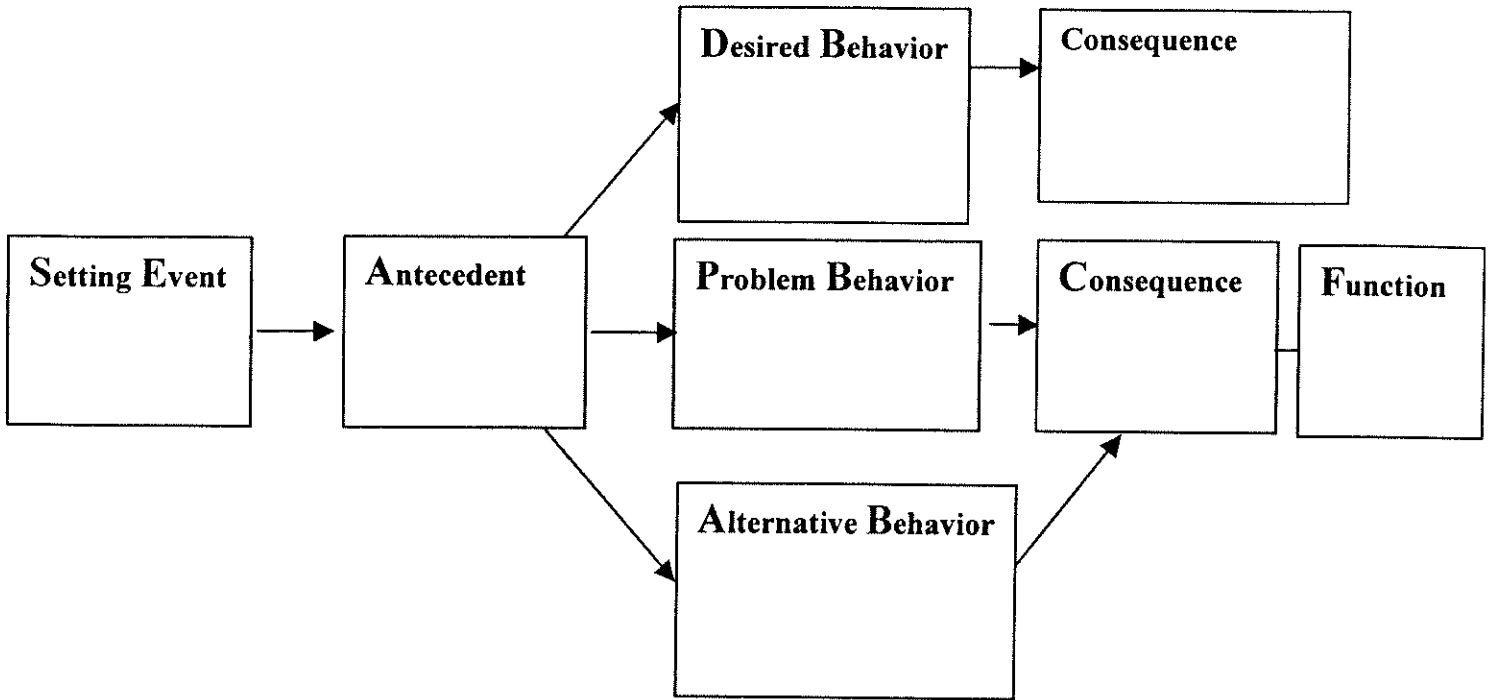 Desired Behavior
Consequence
Setting Event
Antecedent
Problem Behavior
Consequence
Function
Alternative Behavior